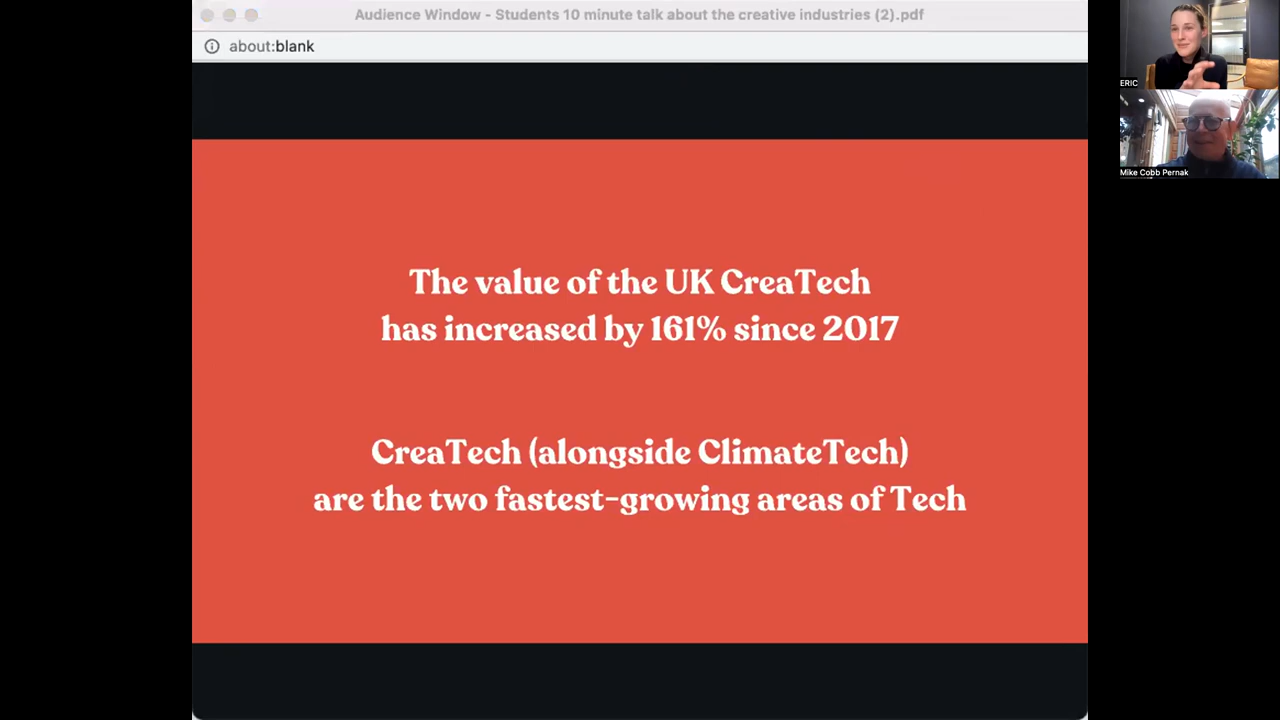 Audience Window - Students 10 minute talk about the creative industries (2).pdf
about:blank
The value of the UK CreaTech
has increased by 161% since 2017
CreaTech (alongside ClimateTech)
are the two fastest-growing areas of Tech
ERIC
Mike Cobb Pernak